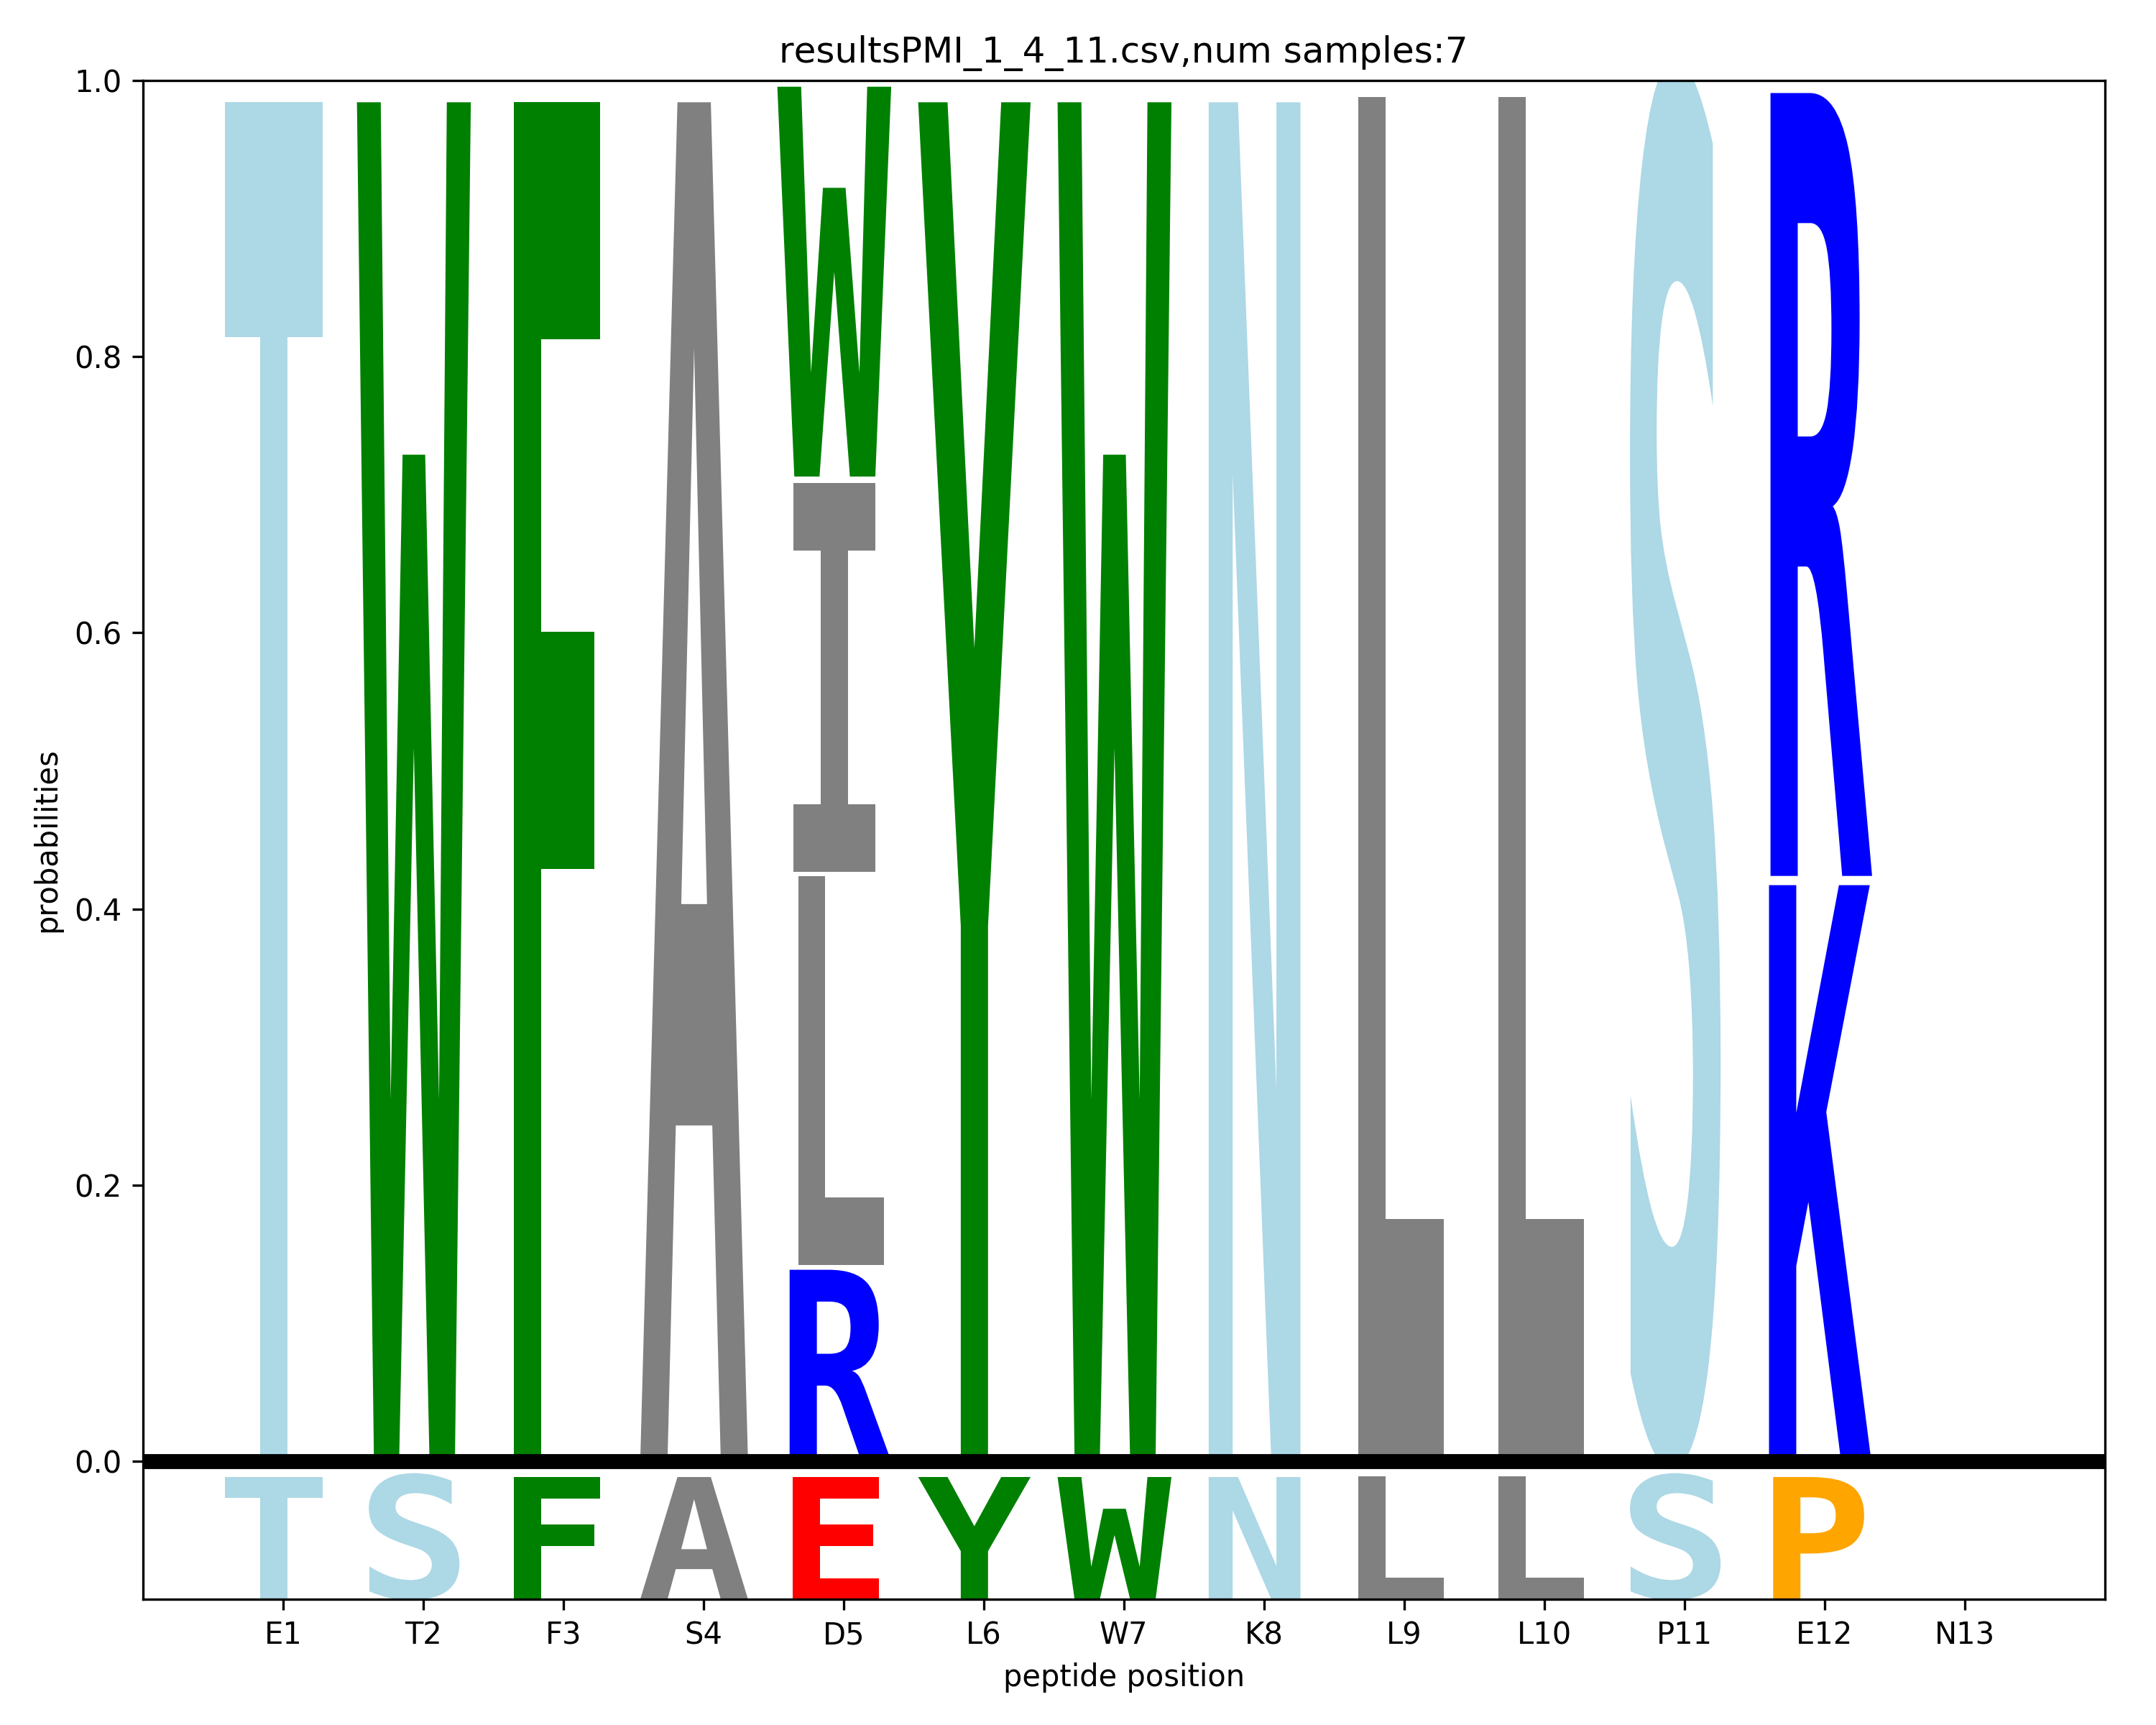 resultsPMI_1_4_11.csv,num samples:7
1.0
0.8
0.6
0.4
0.2
0.0
probabilities
T W F A W Y W N L L S R
I
L K
R
T S F A E Y W N L L S P
E1 T2 F3 S4 D5 L6 W7 K8 L9 L10 P11 E12 N13
peptide position